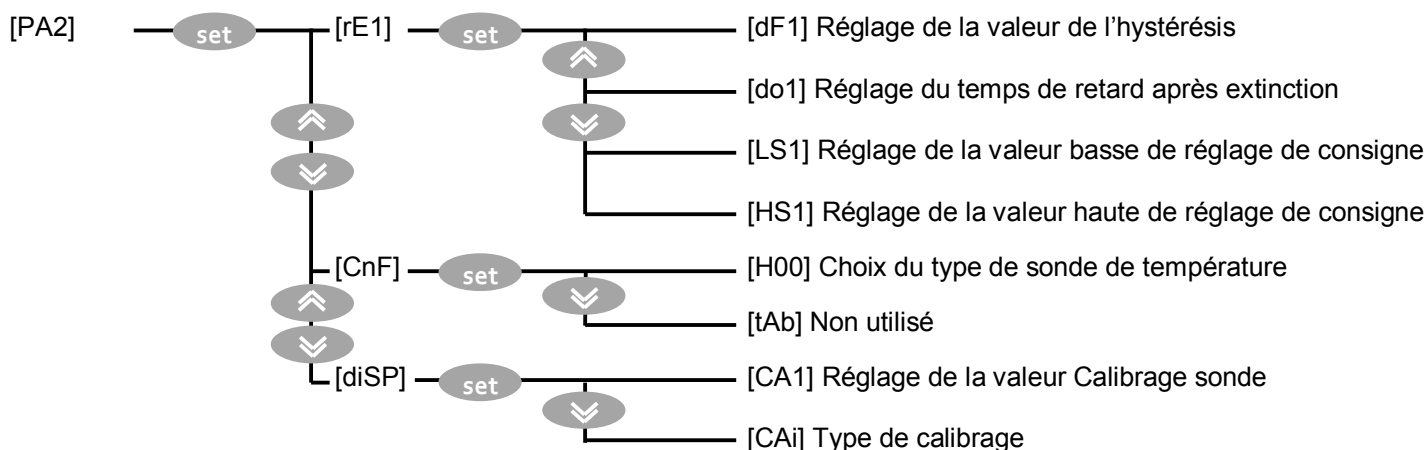 [PA2] set [rE1] set [dF1] Réglage de la valeur de l’hystérésis
[do1] Réglage du temps de retard après extinction
[LS1] Réglage de la valeur basse de réglage de consigne
[HS1] Réglage de la valeur haute de réglage de consigne
[CnF] set [H00] Choix du type de sonde de température
[tAb] Non utilisé
[diSP] set [CA1] Réglage de la valeur Calibrage sonde
[CAi] Type de calibrage